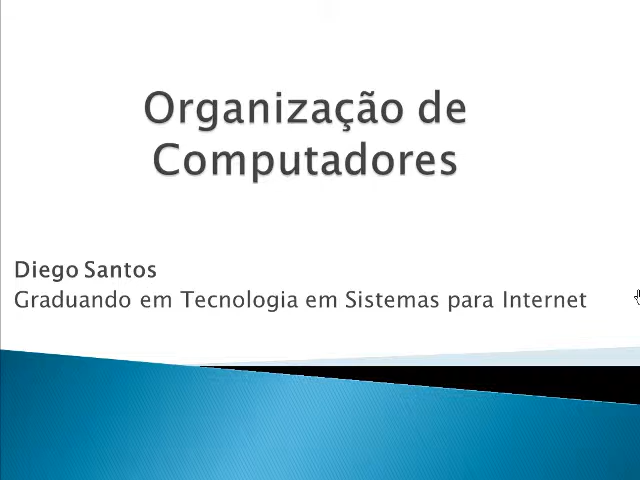 Organização de
Computadores
Diego Santos
Graduando em Tecnologia em Sistemas para Internet